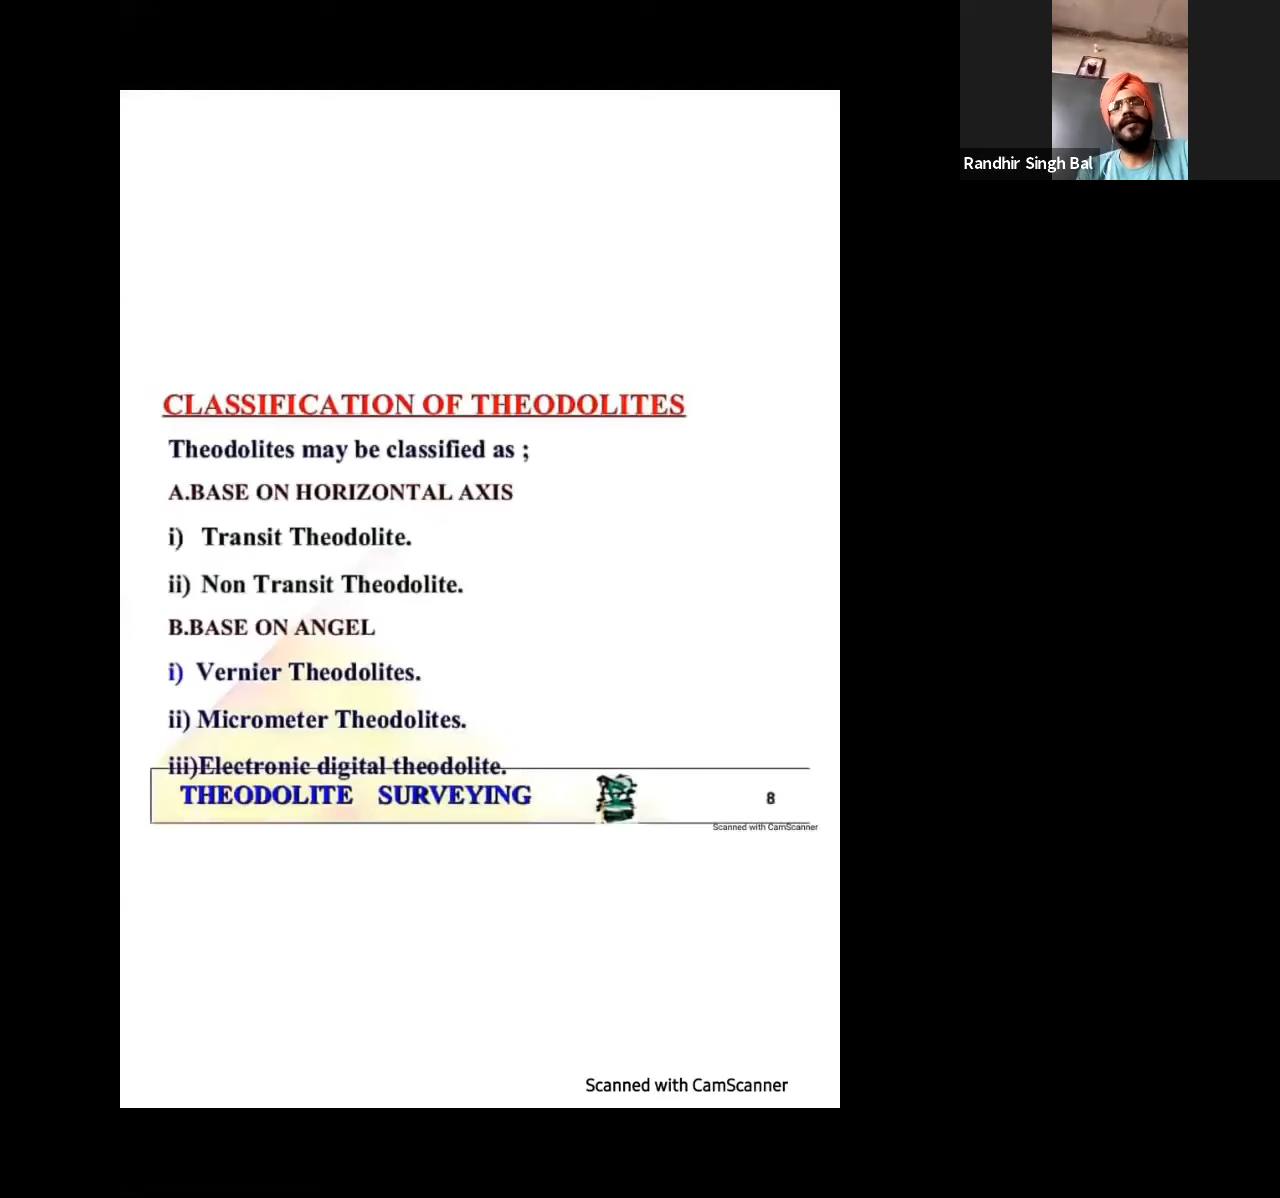 Randhir Singh Bal
CLASSIFICATION OF THEODOLITES
Theodolites may be classified as ;
A.BASE ON HORIZONTAL AXIS
i) Transit Theodolite.
ii) Non Transit Theodolite.
B.BASE ON ANGEL
i) Vernier Theodolites.
ii) Micrometer Theodolites.
iii)Electronic digital theodolite.
THEODOLITE SURVEYING 8
Scanned with CamScanner
Scanned with CamScanner